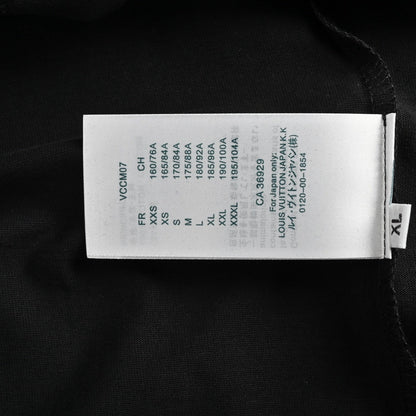 VCCM07
FR CH
XXS 160/76A
XS 165/84A
S 170/84A
M 175/88A
L 180/92A
XL 185/96A
XXL 190/100A
XXXL 195/104A
CA 36929
For Japan only:
LOUIS VUITTON JAPAN K.K
ルイ・ヴィトンジャパン(株)
0120-00-1854
XL